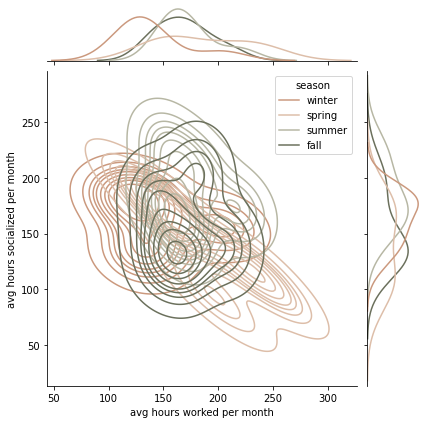 season
winter
spring
summer
fall
250
200
150
100
50
avg hours socialized per month
50 100 150 200 250 300
avg hours worked per month